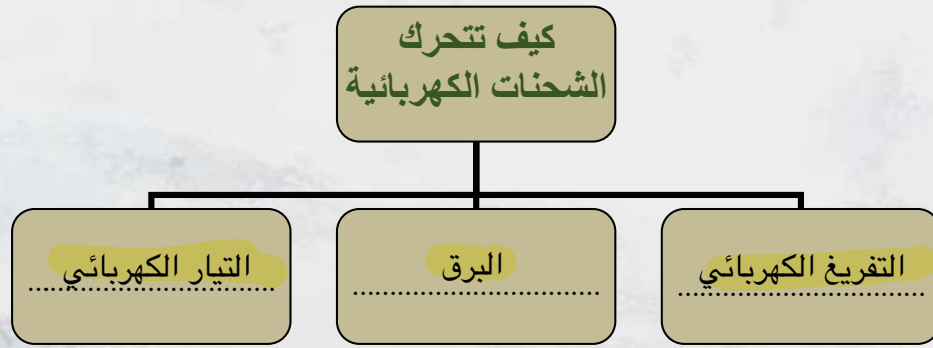 كيف تتحرك
الشحنات الكهربائية
التفريغ الكهربائي
البرق
التيار الكهربائي